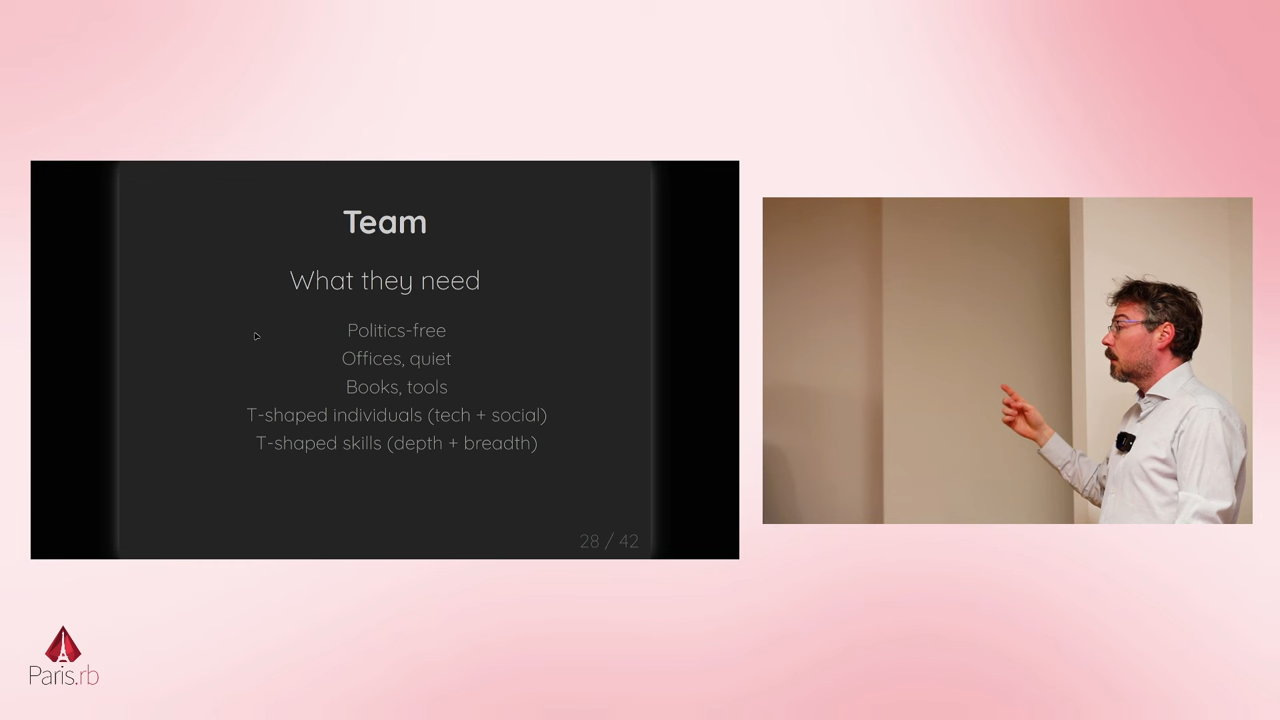 Team
What they need
Politics-free
Offices, quiet
Books, tools
T-shaped individuals (tech + social)
T-shaped skills (depth + breadth)
28 / 42
Paris.rb